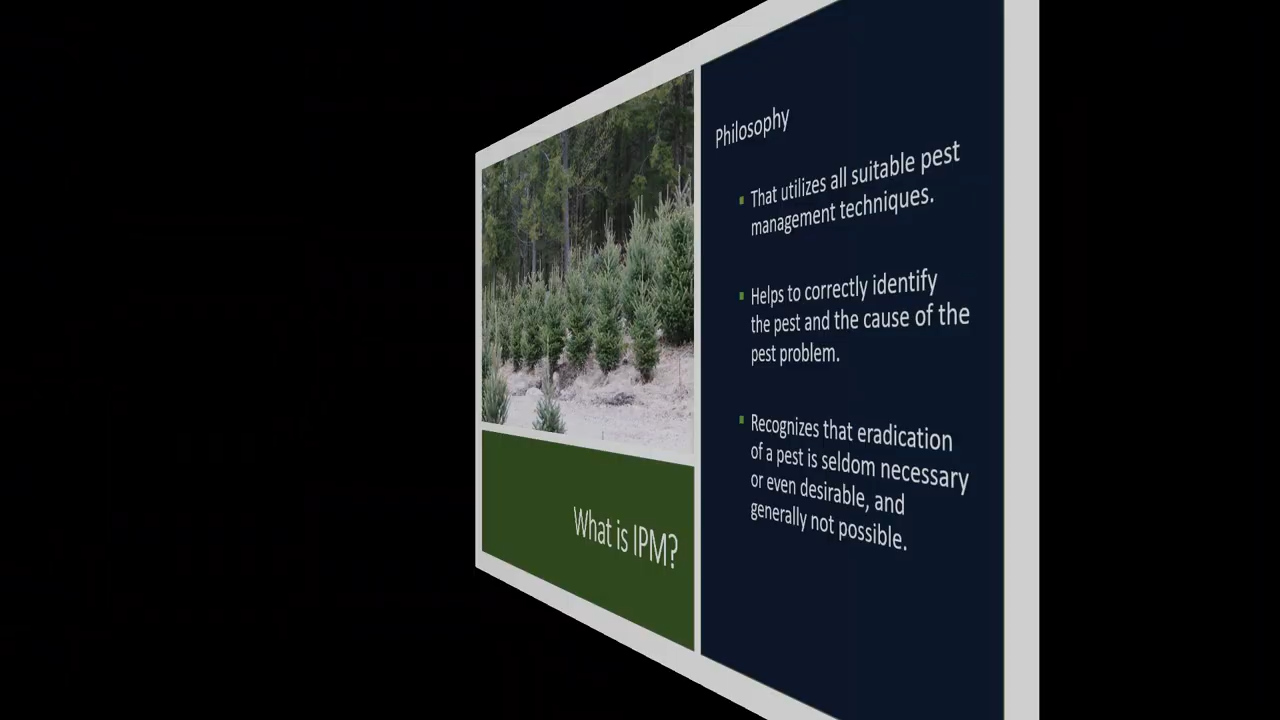 Philosophy
That utilizes all suitable pest
management techniques.
Helps to correctly identify
the pest and the cause of the
pest problem.
Recognizes that eradication
of a pest is seldom necessary
or even desirable, and
generally not possible.
What is IPM?